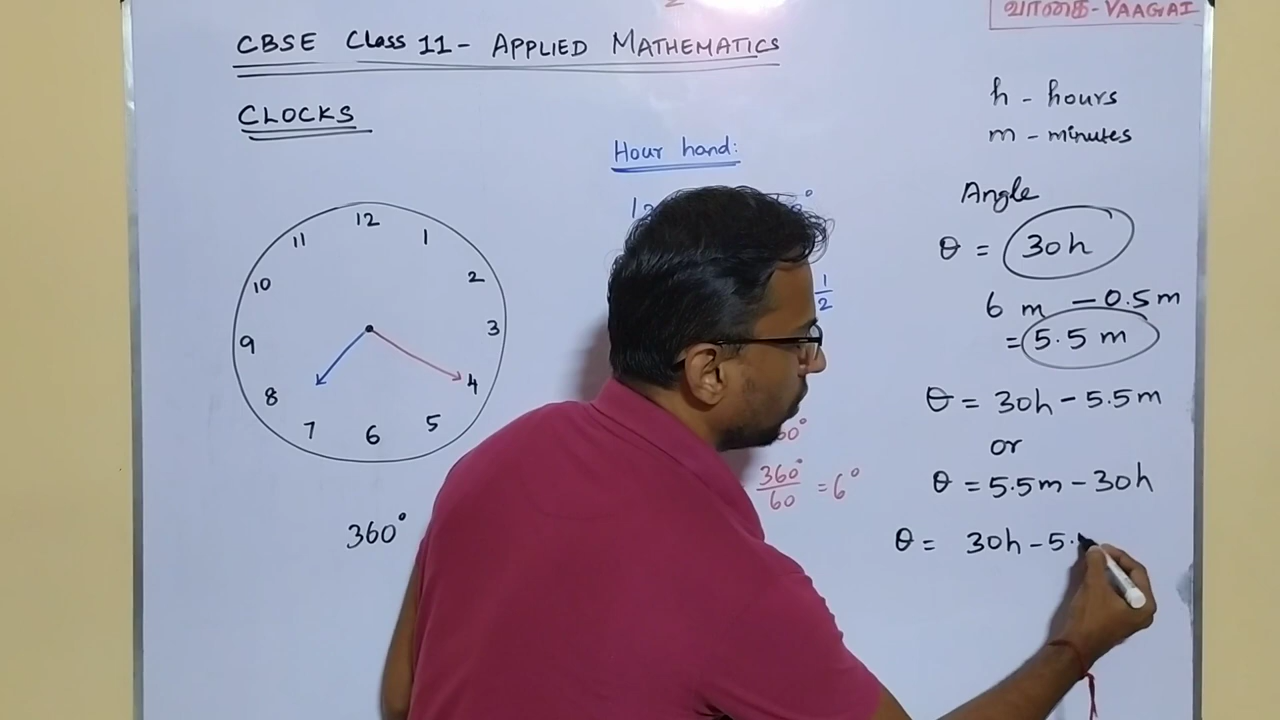 வாகை - VAAGAI
CBSE Class 11 - APPLIED MATHEMATICS
CLOCKS
12
1
2
3
4
5
6
7
8
9
10
11
360°
Hour hand:
1/2
360°/60 = 6°
h - hours
m - minutes
Angle
θ = 30h
6 m - 0.5 m
= 5.5 m
θ = 30h - 5.5m
or
θ = 5.5m - 30h
θ = 30h - 5.